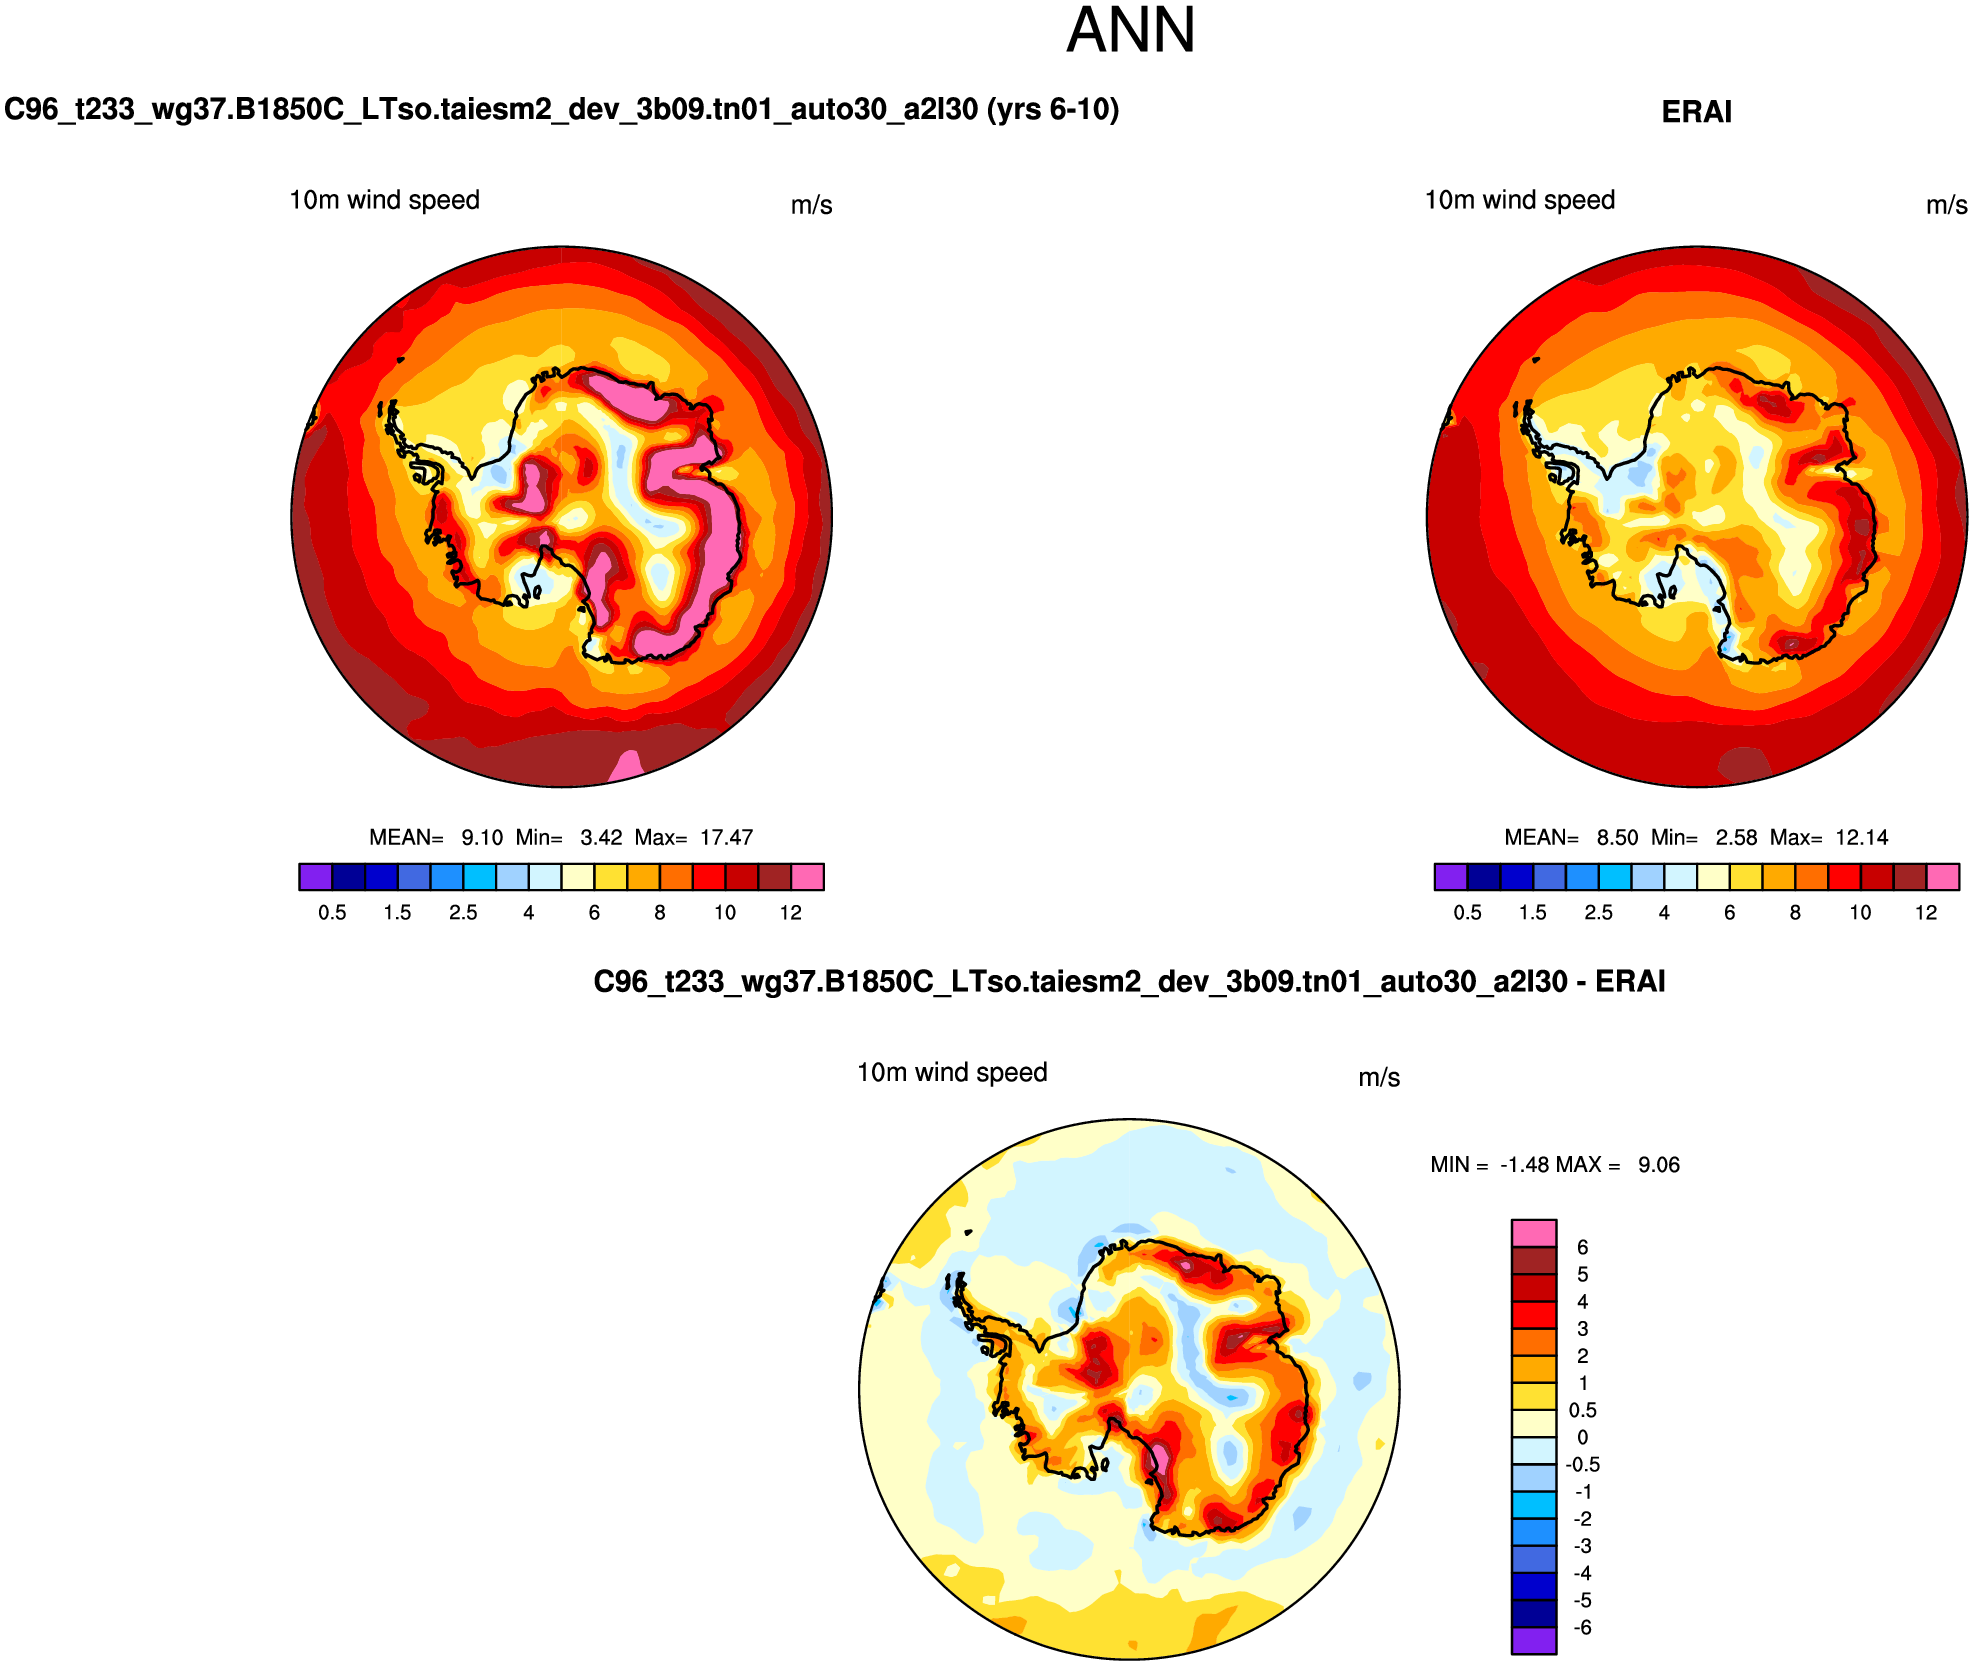 ANN
C96_t233_wg37.B1850C_LTso.taiesm2_dev_3b09.tn01_auto30_a2l30 (yrs 6-10)
ERAI
10m wind speed
m/s
10m wind speed
m/s
MEAN= 9.10 Min= 3.42 Max= 17.47
0.5 1.5 2.5 4 6 8 10 12
MEAN= 8.50 Min= 2.58 Max= 12.14
0.5 1.5 2.5 4 6 8 10 12
C96_t233_wg37.B1850C_LTso.taiesm2_dev_3b09.tn01_auto30_a2l30 - ERAI
10m wind speed
m/s
MIN = -1.48 MAX = 9.06
6
5
4
3
2
1
0.5
0
-0.5
-1
-2
-3
-4
-5
-6